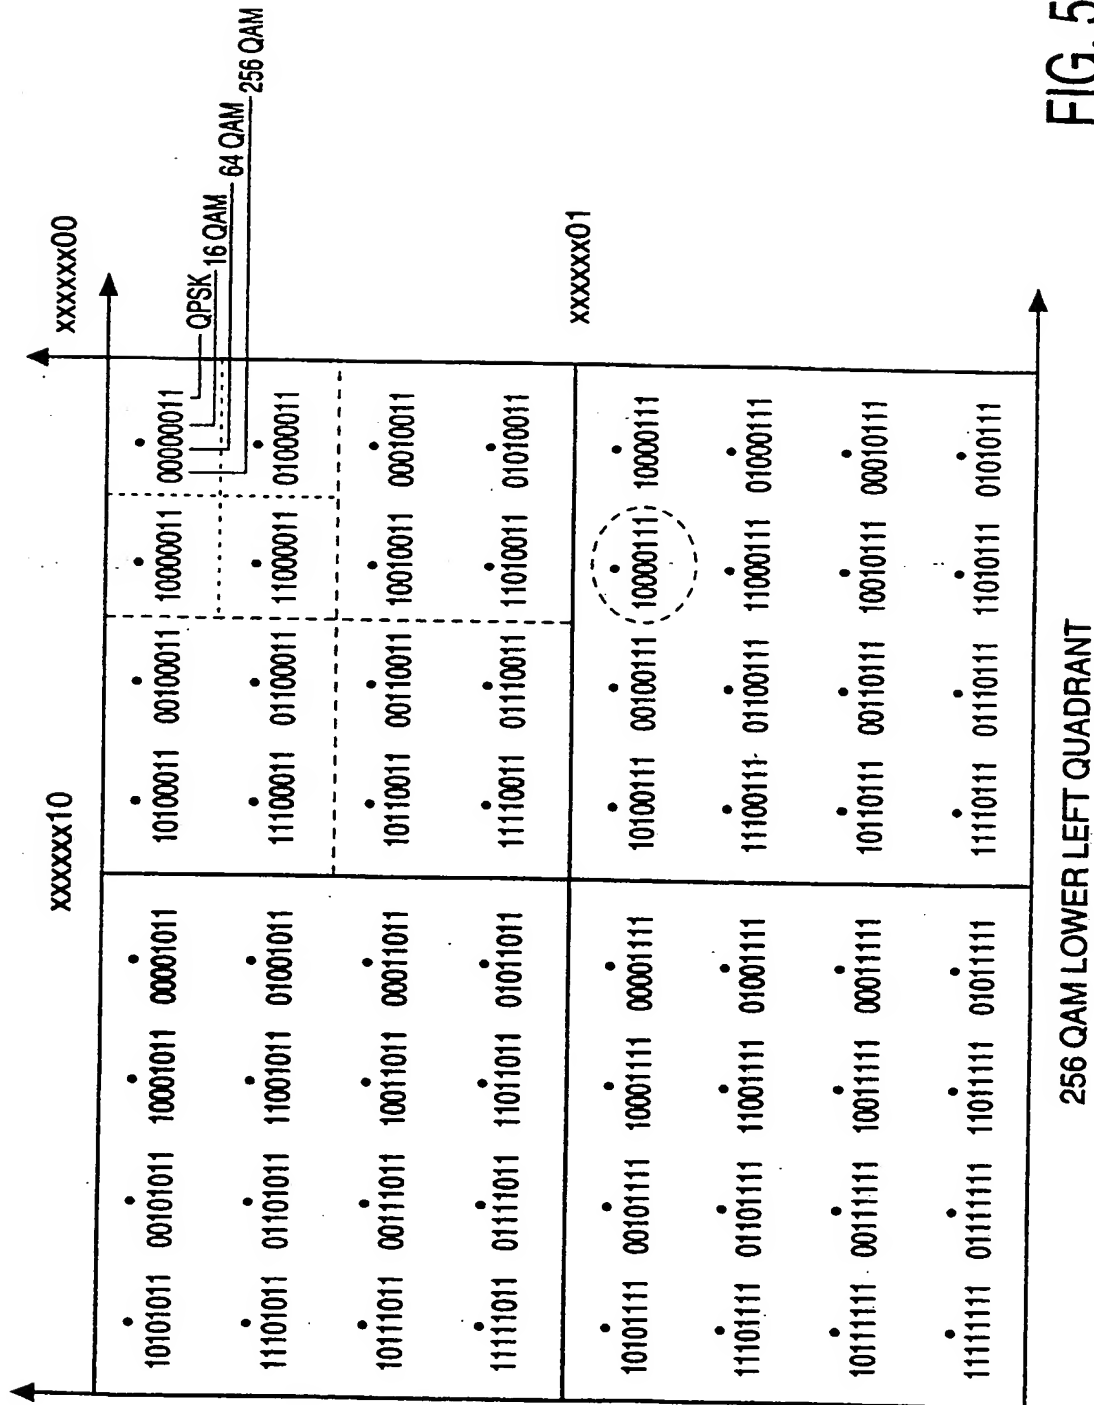 xxxxxx10
xxxxxx00
10101011 00101011 10001011 00001011 10100011 00100011 10000011 00000011
QPSK
16 QAM
64 QAM
256 QAM
11101011 01101011 11001011 01001011 11100011 01100011 11000011 01000011
10111011 00111011 10011011 00011011 10110011 00110011 10010011 00010011
11111011 01111011 11011011 01011011 11110011 01110011 11010011 01010011
xxxxxx01
10101111 00101111 10001111 00001111 10100111 00100111 10000111 10000111
11101111 01101111 11001111 01001111 11100111 01100111 11000111 01000111
10111111 00111111 10011111 00011111 10110111 00110111 10010111 00010111
11111111 01111111 11011111 01011111 11110111 01110111 11010111 01010111
256 QAM LOWER LEFT QUADRANT
FIG. 5